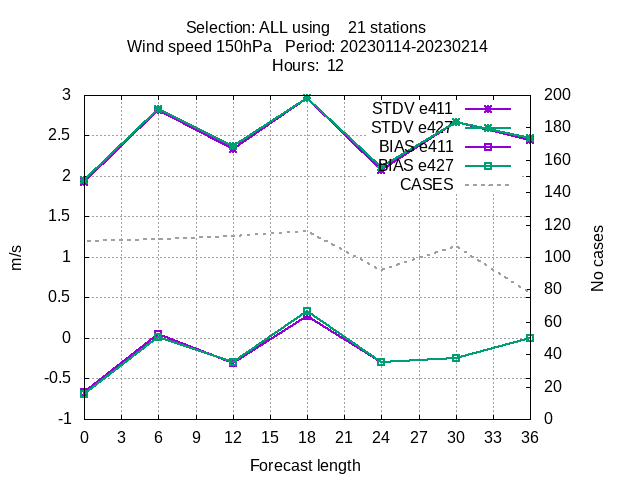 Selection: ALL using    21 stations
Wind speed 150hPa   Period: 20230114-20230214
Hours:  12
3 200
STDV e411
2.5 180
STDV e427
160
BIAS e411
2 BIAS e427
140
CASES
1.5 120
1 100
m/s
No cases
80
0.5
60
0
40
-0.5 20
-1 0
0 3 6 9 12 15 18 21 24 27 30 33 36
Forecast length